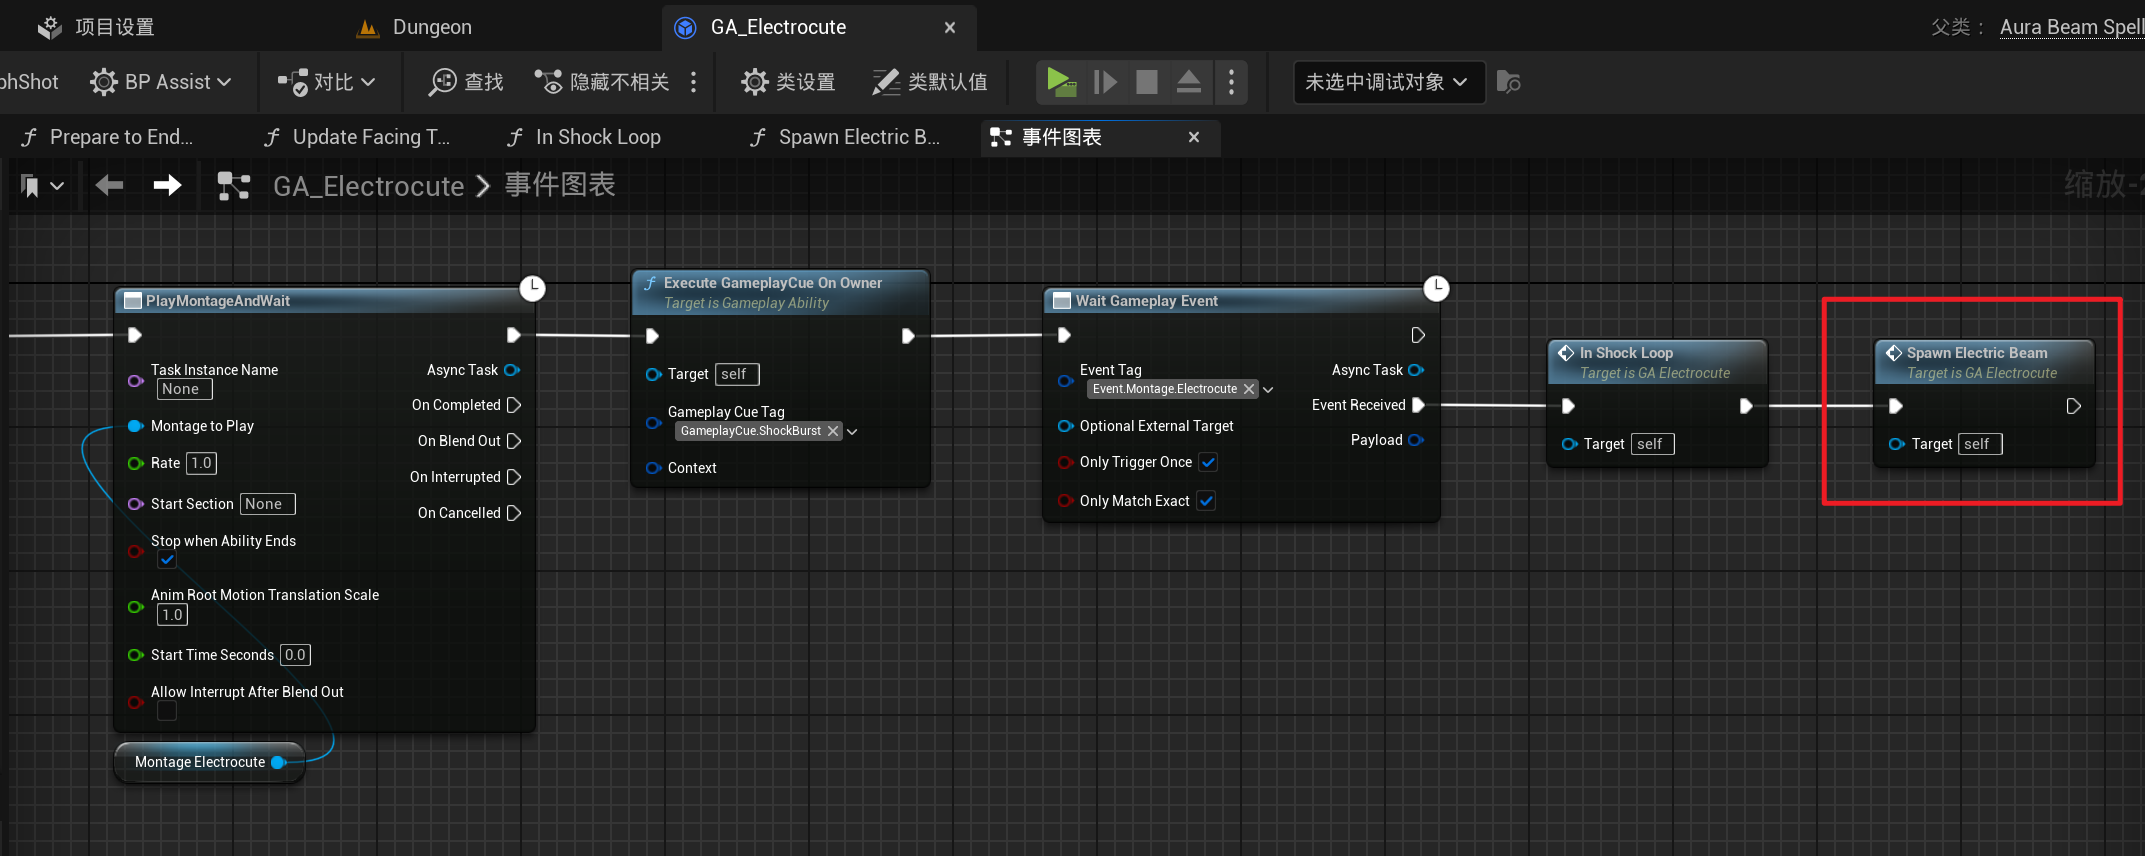 项目设置
Dungeon
GA_Electrocute
父类：
Aura Beam Spell
phShot
BP Assist
对比
查找
隐藏不相关
类设置
类默认值
未选中调试对象
Prepare to End...
Update Facing T...
In Shock Loop
Spawn Electric B...
事件图表
GA_Electrocute
事件图表
缩放-2
PlayMontageAndWait
Task Instance Name
None
Montage to Play
Rate 1.0
Start Section None
Stop when Ability Ends
Anim Root Motion Translation Scale
1.0
Start Time Seconds 0.0
Allow Interrupt After Blend Out
Async Task
On Completed
On Blend Out
On Interrupted
On Cancelled
Montage Electrocute
Execute GameplayCue On Owner
Target is Gameplay Ability
Target self
Gameplay Cue Tag
GameplayCue.ShockBurst
Context
Wait Gameplay Event
Event Tag
Event.Montage.Electrocute
Optional External Target
Only Trigger Once
Only Match Exact
Async Task
Event Received
Payload
In Shock Loop
Target is GA Electrocute
Target self
Spawn Electric Beam
Target is GA Electrocute
Target self